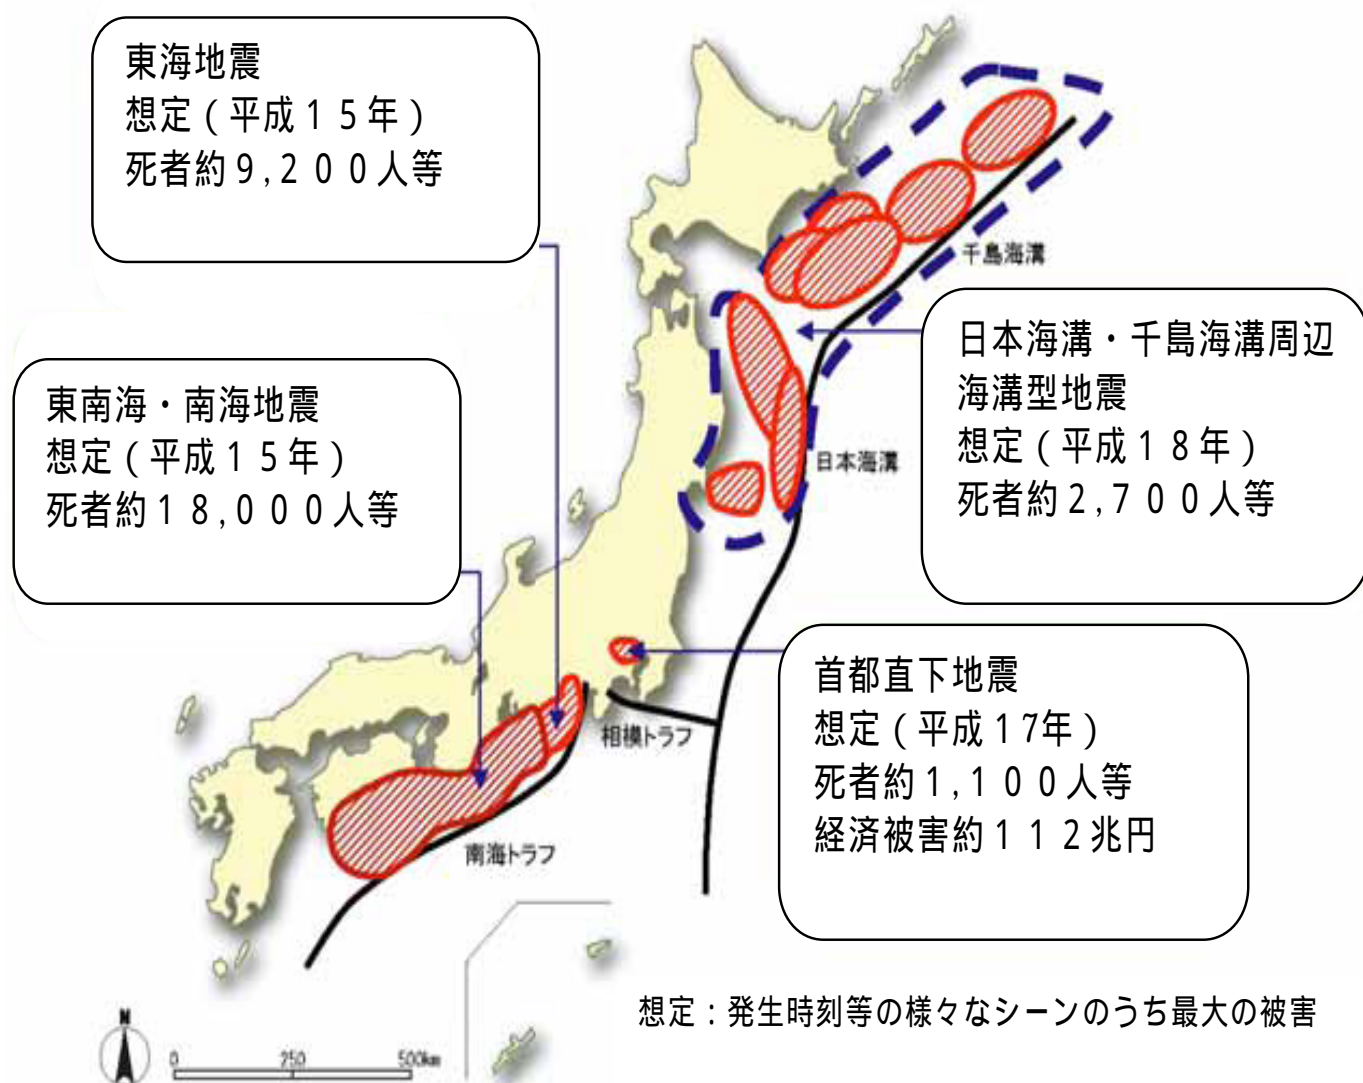 東海地震
想定（平成１５年）
死者約９,２００人等
東南海・南海地震
想定（平成１５年）
死者約１８,０００人等
千島海溝
日本海溝・千島海溝周辺
海溝型地震
想定（平成１８年）
死者約２,７００人等
日本海溝
首都直下地震
想定（平成１7年）
死者約１,１００人等
経済被害約１１２兆円
相模トラフ
南海トラフ
想定：発生時刻等の様々なシーンのうち最大の被害
N
0 250 500km